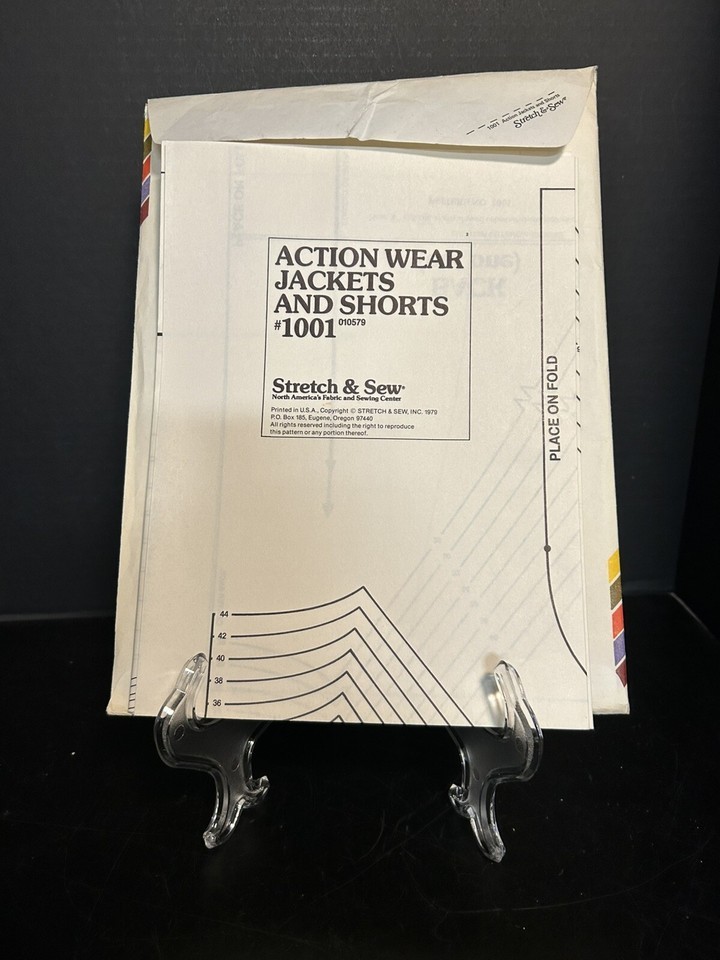 1001 Action Jackets and Shorts
Stretch & Sew®
ACTION WEAR
JACKETS
AND SHORTS
#1001 010579
Stretch & Sew®
North America's Fabric and Sewing Center
Printed in U.S.A., Copyright © STRETCH & SEW, INC. 1979
P.O. Box 185, Eugene, Oregon 97440
All rights reserved including the right to reproduce
this pattern or any portion thereof.
PLACE ON FOLD
44
42
40
38
36